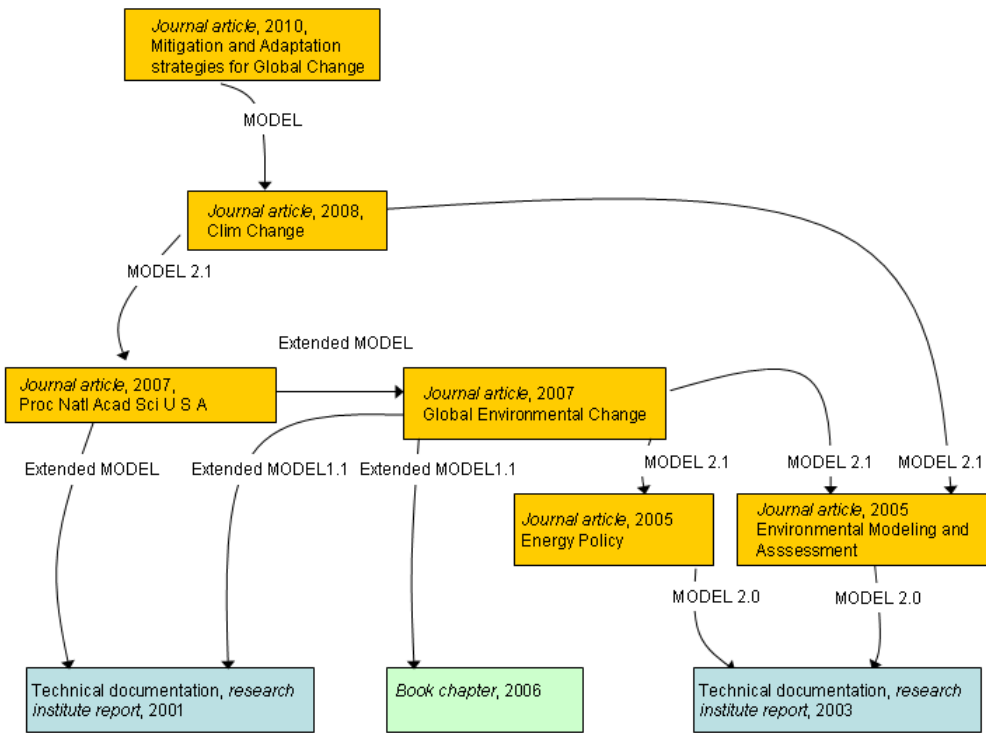 Journal article, 2010,
Mitigation and Adaptation
strategies for Global Change
MODEL
Journal article, 2008,
Clim Change
MODEL 2.1
Extended MODEL
Journal article, 2007,
Proc Natl Acad Sci U S A
Journal article, 2007
Global Environmental Change
Extended MODEL
Extended MODEL1.1
Extended MODEL1.1
MODEL 2.1
MODEL 2.1
MODEL 2.1
Journal article, 2005
Energy Policy
Journal article, 2005
Environmental Modeling and
Asssessment
MODEL 2.0
MODEL 2.0
Technical documentation, research
institute report, 2001
Book chapter, 2006
Technical documentation, research
institute report, 2003